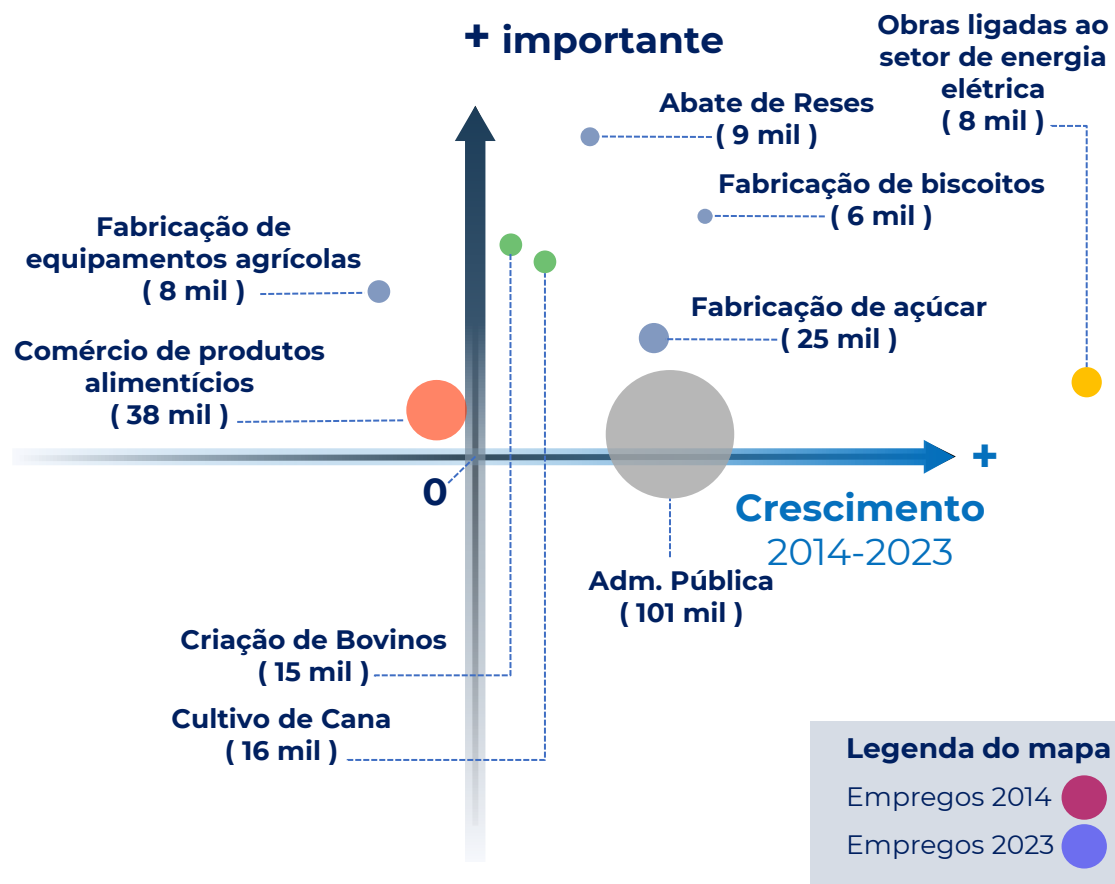 + importante
Obras ligadas ao
setor de energia
elétrica
( 8 mil )
Abate de Reses
( 9 mil )
Fabricação de biscoitos
( 6 mil )
Fabricação de
equipamentos agrícolas
( 8 mil )
Fabricação de açúcar
( 25 mil )
Comércio de produtos
alimentícios
( 38 mil )
+
0
Crescimento
2014-2023
Adm. Pública
( 101 mil )
Criação de Bovinos
( 15 mil )
Cultivo de Cana
( 16 mil )
Legenda do mapa
Empregos 2014
Empregos 2023